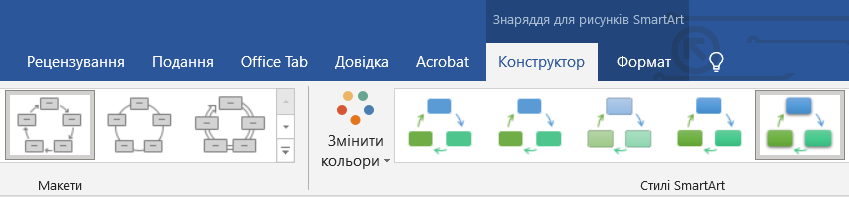 Знаряддя для рисунків SmartArt
Рецензування Подання Office Tab Довідка Acrobat Конструктор Формат
Змінити
кольори
Макети Стилі SmartArt